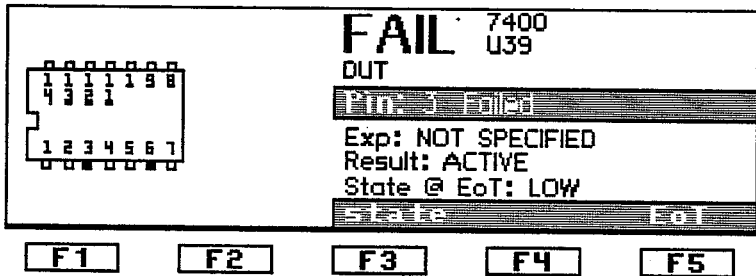 FAIL 7400
U39
DUT
Pin: 3 Failed
Exp: NOT SPECIFIED
Result: ACTIVE
State @ EoT: LOW
state EoT
1 1 1 1 1 9 8
4 3 2 1
1 2 3 4 5 6 7
F1 F2 F3 F4 F5